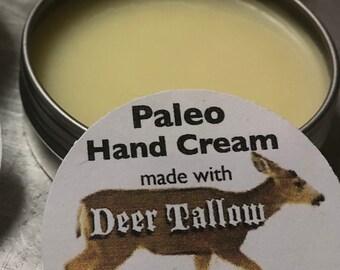 Paleo
Hand Cream
made with
Deer Tallow